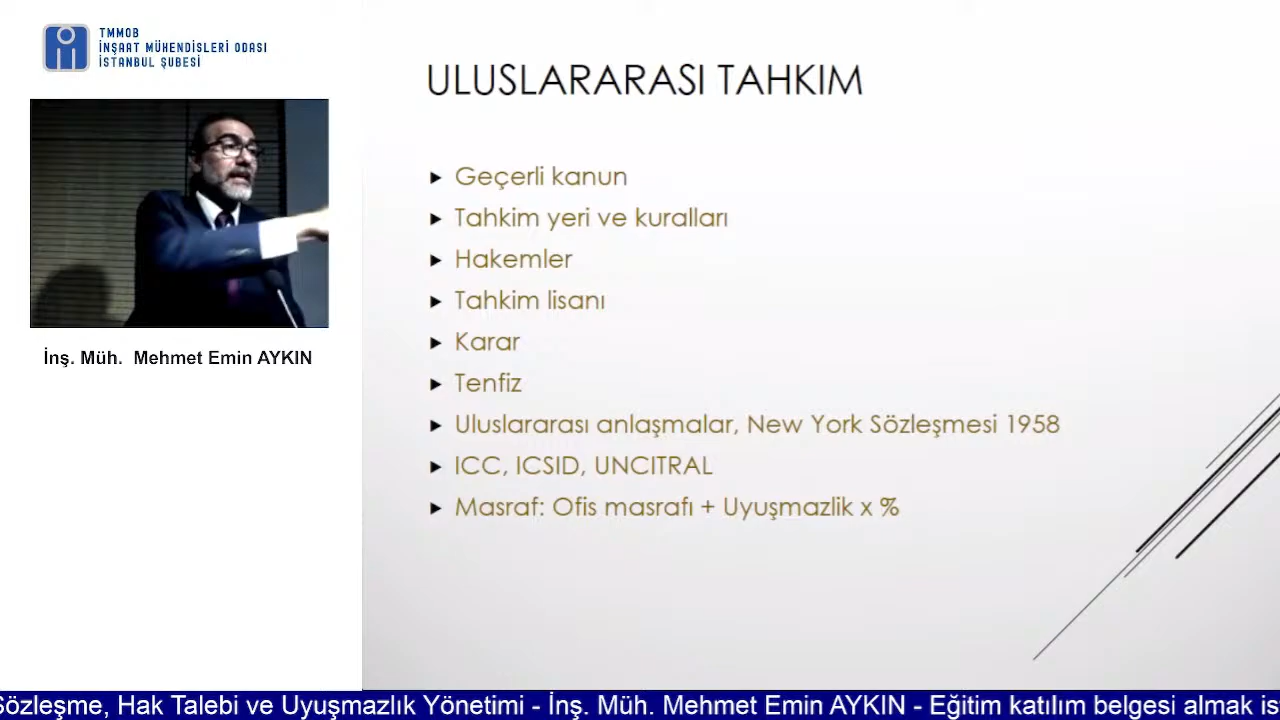 TMMOB
İNŞAAT MÜHENDİSLERİ ODASI
İSTANBUL ŞUBESİ
İnş. Müh. Mehmet Emin AYKIN
ULUSLARARASI TAHKIM
Geçerli kanun
Tahkim yeri ve kuralları
Hakemler
Tahkim lisanı
Karar
Tenfiz
Uluslararası anlaşmalar, New York Sözleşmesi 1958
ICC, ICSID, UNCITRAL
Masraf: Ofis masrafı + Uyuşmazlik x %
Sözleşme, Hak Talebi ve Uyuşmazlık Yönetimi - İnş. Müh. Mehmet Emin AYKIN - Eğitim katılım belgesi almak is